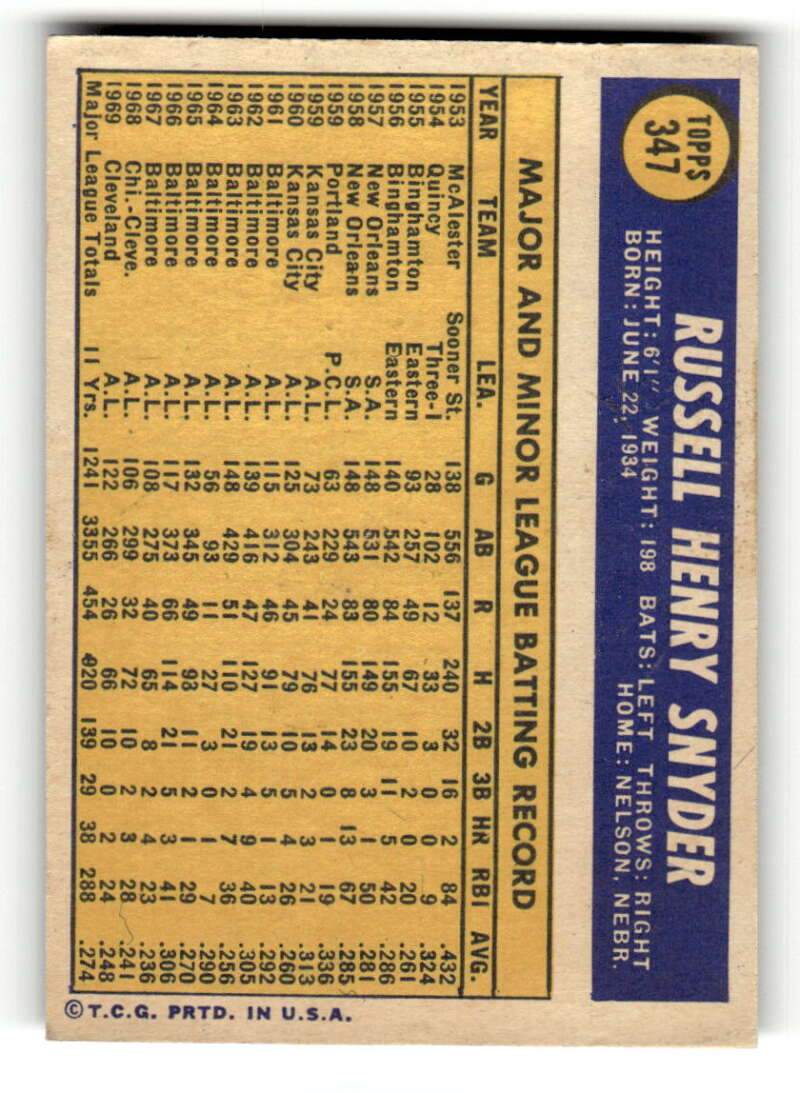 TOPPS
347
RUSSELL HENRY SNYDER
HEIGHT: 6'1" WEIGHT: 198 BATS: LEFT THROWS: RIGHT
BORN: JUNE 22, 1934 HOME: NELSON, NEBR.
MAJOR AND MINOR LEAGUE BATTING RECORD
YEAR TEAM LEA. G AB R H 2B 3B HR RBI AVG.
1953 McAlester Sooner St. 138 556 137 240 32 16 2 84 .432
1954 Quincy Three-I 28 102 12 33 3 0 0 9 .324
1955 Binghamton Eastern 93 257 49 67 10 2 0 20 .261
1956 Binghamton Eastern 140 542 84 155 19 11 5 42 .286
1957 New Orleans S.A. 148 531 80 149 20 3 1 50 .281
1958 New Orleans S.A. 148 543 83 155 23 8 13 67 .285
1959 Portland P.C.L. 63 229 24 77 14 0 1 19 .336
1959 Kansas City A.L. 73 243 41 76 13 2 3 21 .313
1960 Kansas City A.L. 125 304 45 79 10 5 4 26 .260
1961 Baltimore A.L. 115 312 46 91 13 5 1 13 .292
1962 Baltimore A.L. 139 416 47 127 19 4 9 40 .305
1963 Baltimore A.L. 148 429 51 110 21 2 7 36 .256
1964 Baltimore A.L. 56 93 11 27 3 0 1 7 .290
1965 Baltimore A.L. 132 345 49 93 11 2 1 29 .270
1966 Baltimore A.L. 117 373 66 114 21 5 3 41 .306
1967 Baltimore A.L. 108 275 40 65 8 2 4 23 .236
1968 Chi.-Cleve. A.L. 106 299 32 72 10 2 3 28 .241
1969 Cleveland A.L. 122 266 26 66 10 0 2 24 .248
Major League Totals 11 Yrs. 1241 3355 454 920 139 29 38 288 .274
© T.C.G. PRTD. IN U.S.A.